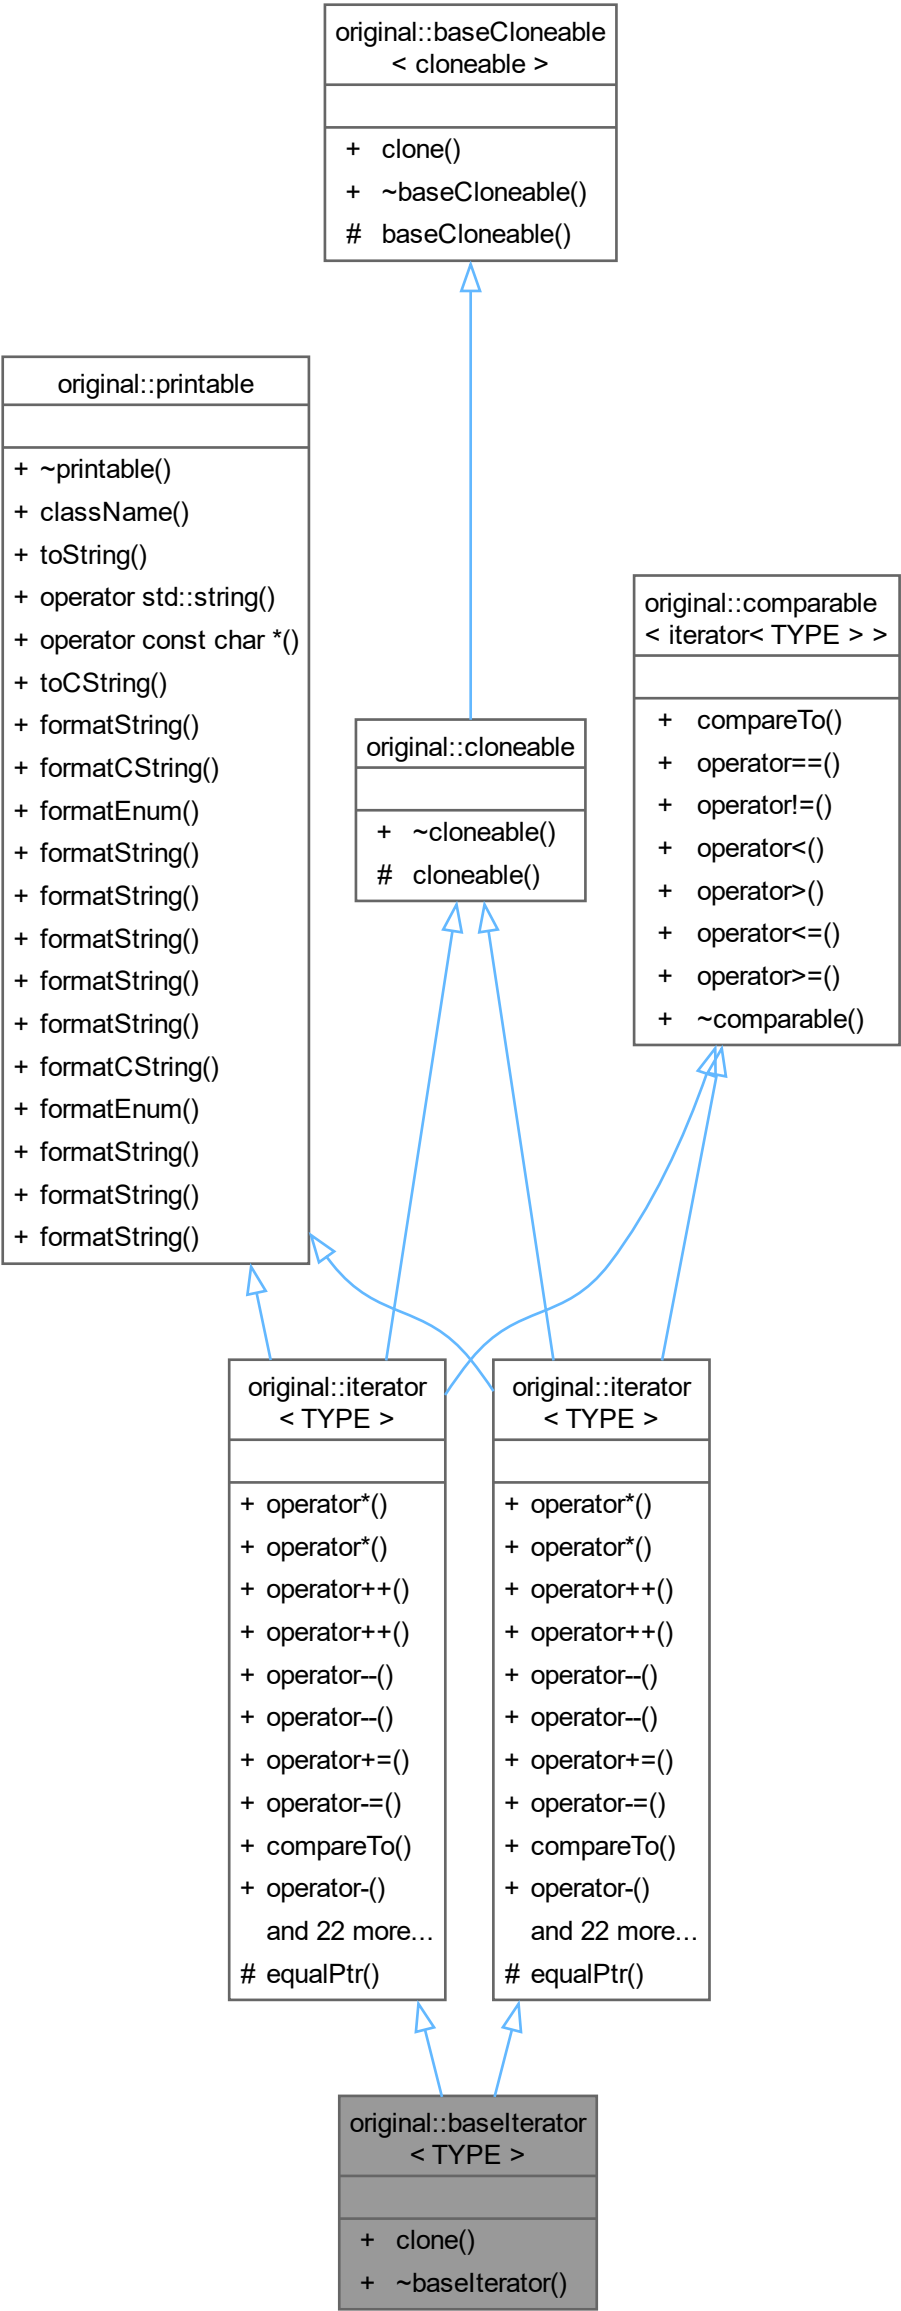 original::baseCloneable
< cloneable >
+ clone()
+ ~baseCloneable()
# baseCloneable()
original::printable
+ ~printable()
+ className()
+ toString()
+ operator std::string()
+ operator const char *()
+ toCString()
+ formatString()
+ formatCString()
+ formatEnum()
+ formatString()
+ formatString()
+ formatString()
+ formatString()
+ formatString()
+ formatCString()
+ formatEnum()
+ formatString()
+ formatString()
+ formatString()
original::cloneable
+ ~cloneable()
# cloneable()
original::comparable
< iterator< TYPE > >
+ compareTo()
+ operator==()
+ operator!=()
+ operator<()
+ operator>()
+ operator<=()
+ operator>=()
+ ~comparable()
original::iterator
< TYPE >
+ operator*()
+ operator*()
+ operator++()
+ operator++()
+ operator--()
+ operator--()
+ operator+=()
+ operator-=()
+ compareTo()
+ operator-()
and 22 more...
# equalPtr()
original::iterator
< TYPE >
+ operator*()
+ operator*()
+ operator++()
+ operator++()
+ operator--()
+ operator--()
+ operator+=()
+ operator-=()
+ compareTo()
+ operator-()
and 22 more...
# equalPtr()
original::baseIterator
< TYPE >
+ clone()
+ ~baseIterator()